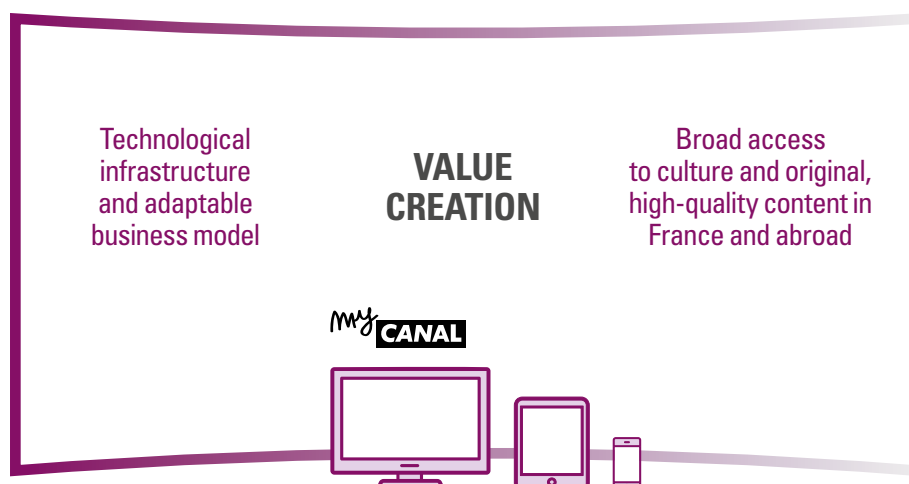 Technological
infrastructure
and adaptable
business model
VALUE
CREATION
Broad access
to culture and original,
high-quality content in
France and abroad
my CANAL